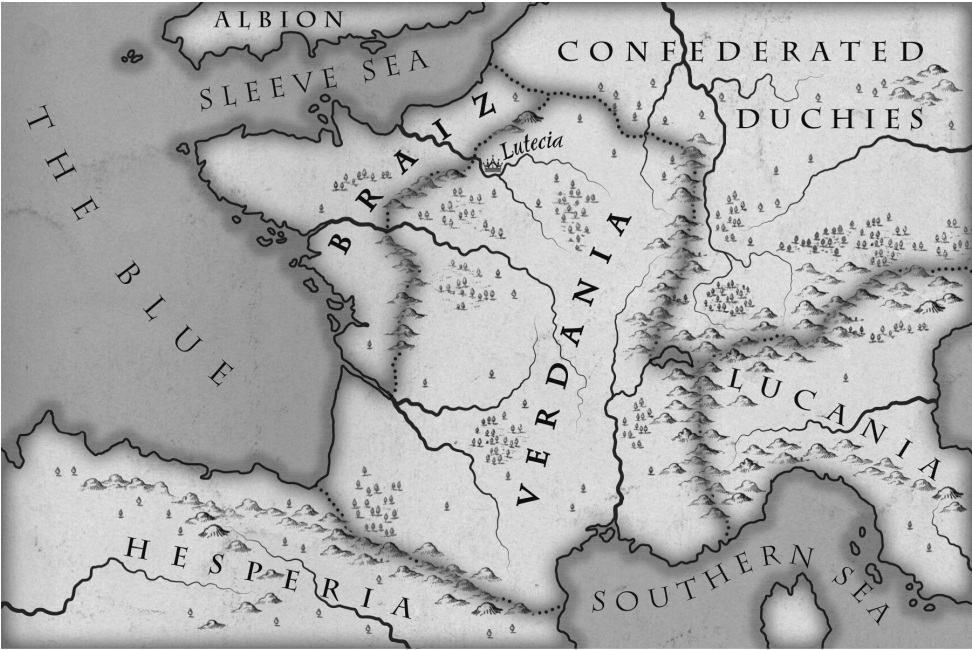 ALBION
SLEEVE SEA
CONFEDERATED
DUCHIES
THE BLUE
BRAIZ
Lutecia
VERDANIA
LUCANIA
HESPERIA
SOUTHERN SEA